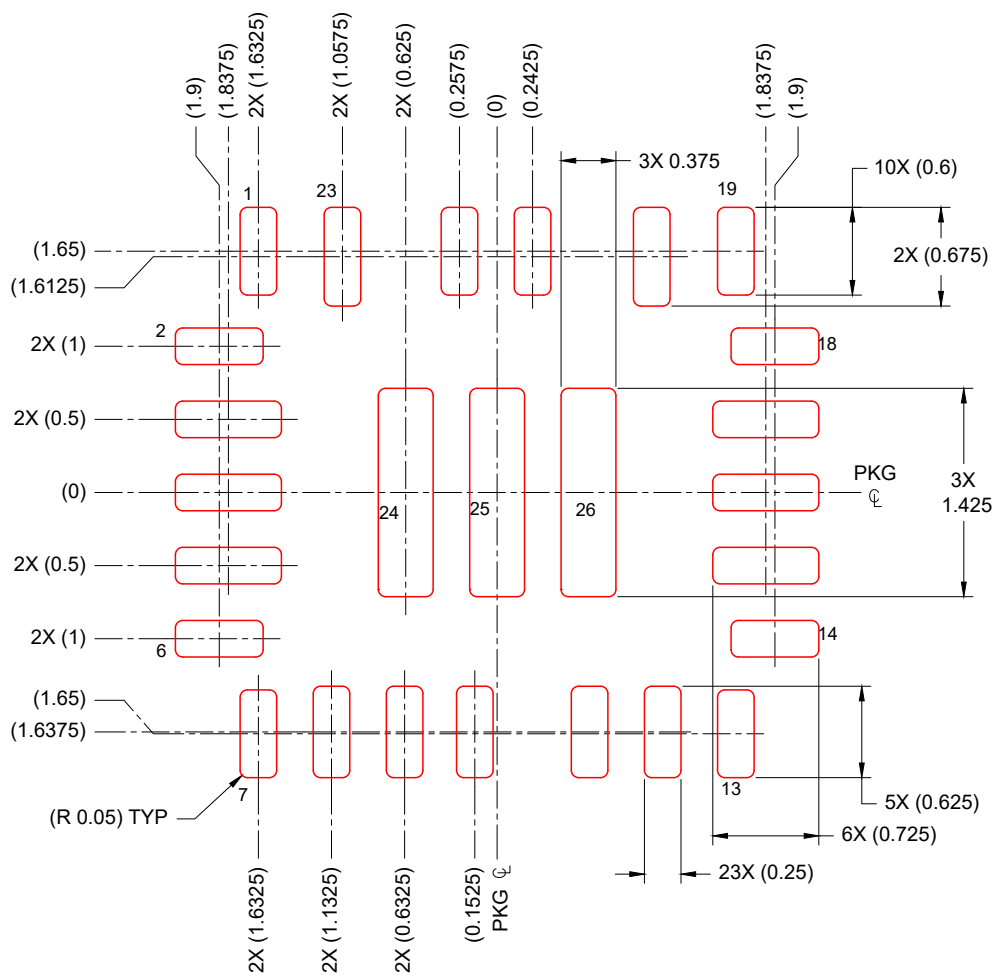 (1.9)
(1.8375)
2X (1.6325)
2X (1.0575)
2X (0.625)
(0.2575)
(0)
(0.2425)
(1.8375)
(1.9)
3X 0.375
10X (0.6)
2X (0.675)
1
23
19
(1.65)
(1.6125)
2X (1)
2
18
2X (0.5)
(0)
PKG
℄
3X
1.425
24
25
26
2X (0.5)
2X (1)
6
14
(1.65)
(1.6375)
7
13
(R 0.05) TYP
5X (0.625)
6X (0.725)
23X (0.25)
2X (1.6325)
2X (1.1325)
2X (0.6325)
(0.1525)
PKG ℄